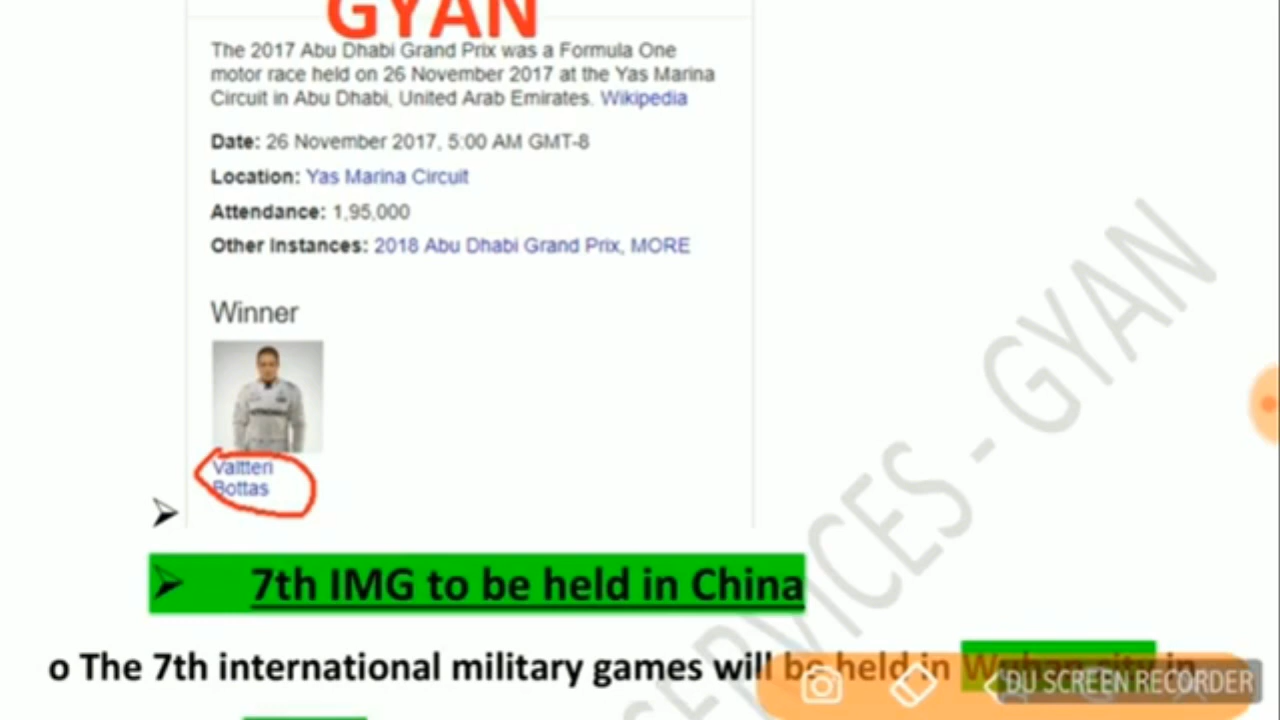 GYAN
The 2017 Abu Dhabi Grand Prix was a Formula One
motor race held on 26 November 2017 at the Yas Marina
Circuit in Abu Dhabi, United Arab Emirates. Wikipedia
Date: 26 November 2017, 5:00 AM GMT-8
Location: Yas Marina Circuit
Attendance: 1,95,000
Other Instances: 2018 Abu Dhabi Grand Prix, MORE
Winner
Valtteri
Bottas
7th IMG to be held in China
o The 7th international military games will be held in Wuhan city in
DU SCREEN RECORDER
SERVICES - GYAN